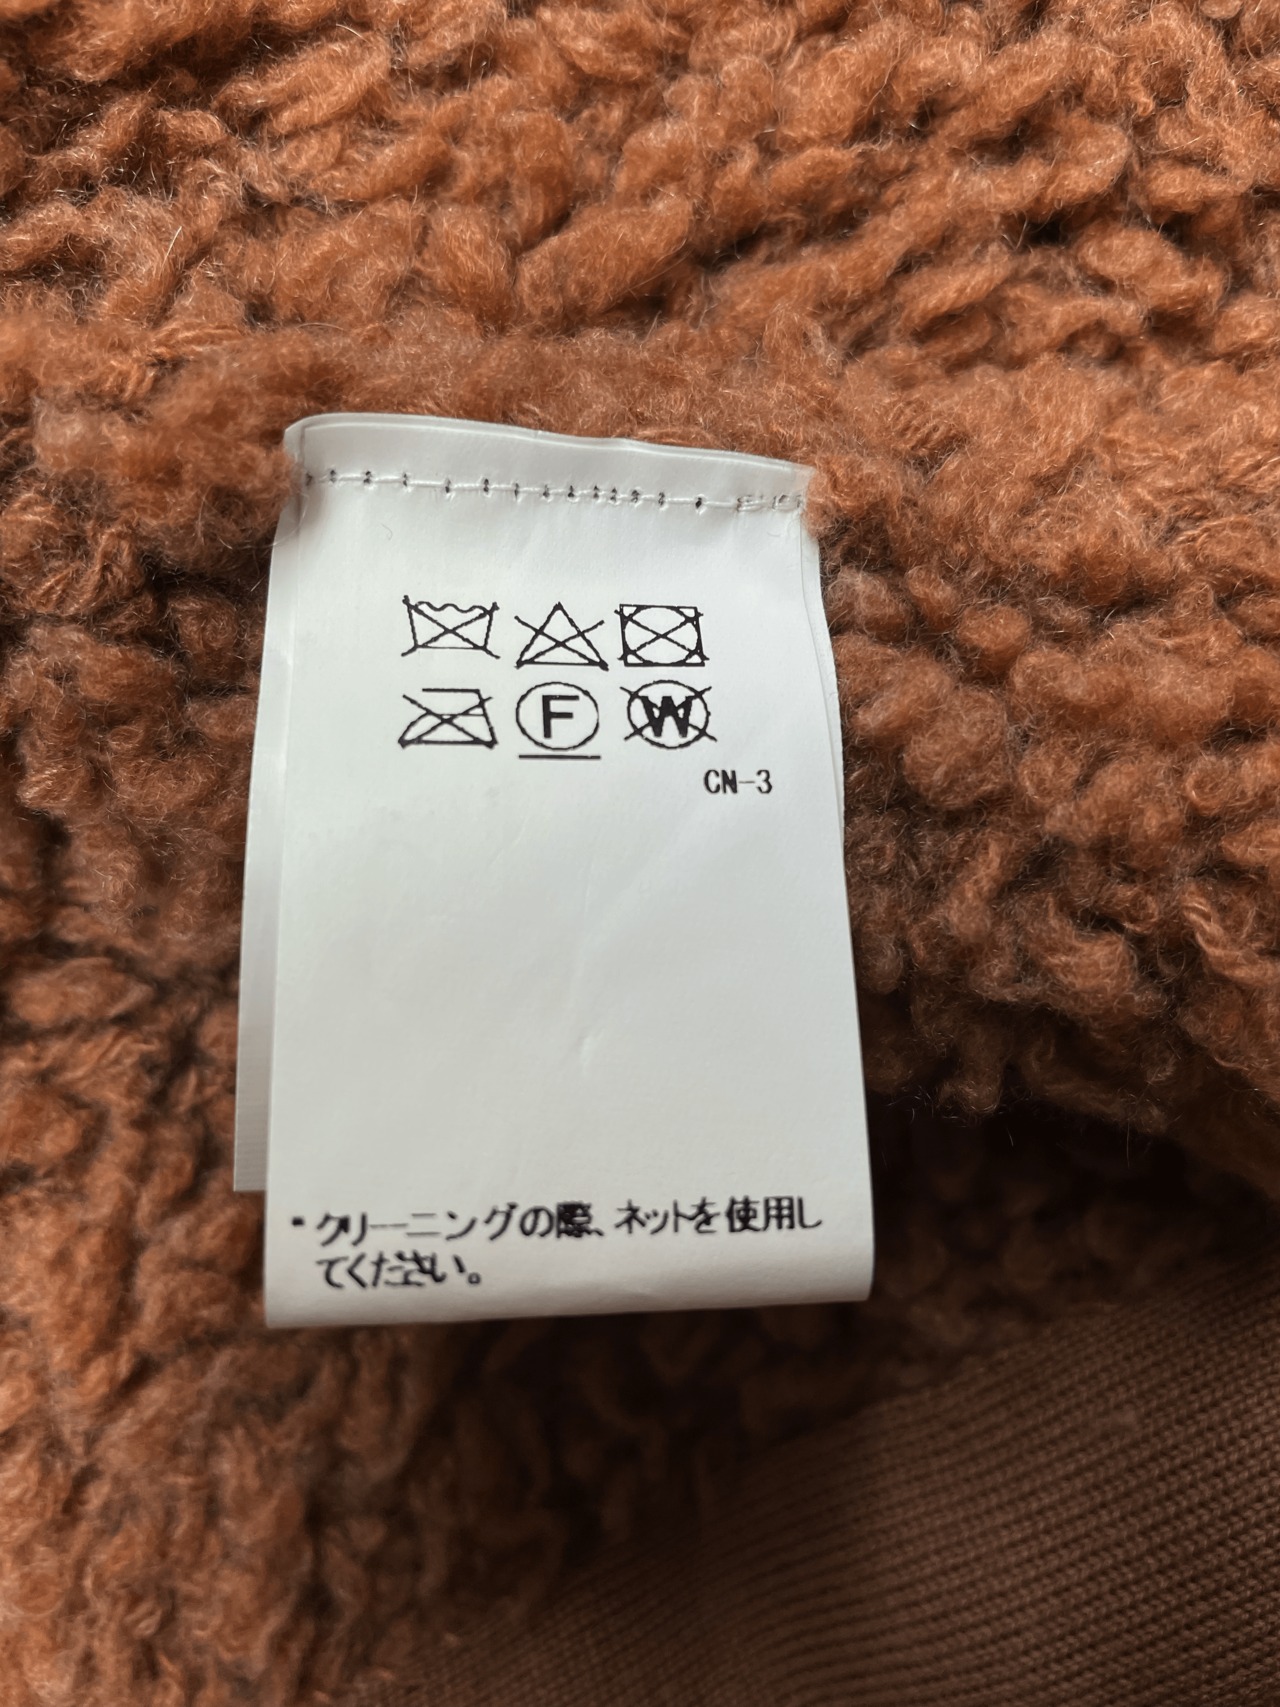 F W
CN-3
・クリーニングの際、ネットを使用し
てください。